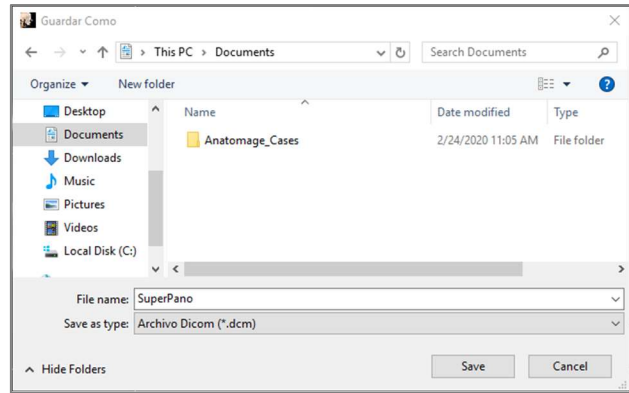 Guardar Como
This PC > Documents
Search Documents
Organize
New folder
Name
Date modified
Type
Desktop
Documents
Downloads
Music
Pictures
Videos
Local Disk (C:)
Anatomage_Cases
2/24/2020 11:05 AM
File folder
File name: SuperPano
Save as type: Archivo Dicom (*.dcm)
Hide Folders
Save
Cancel